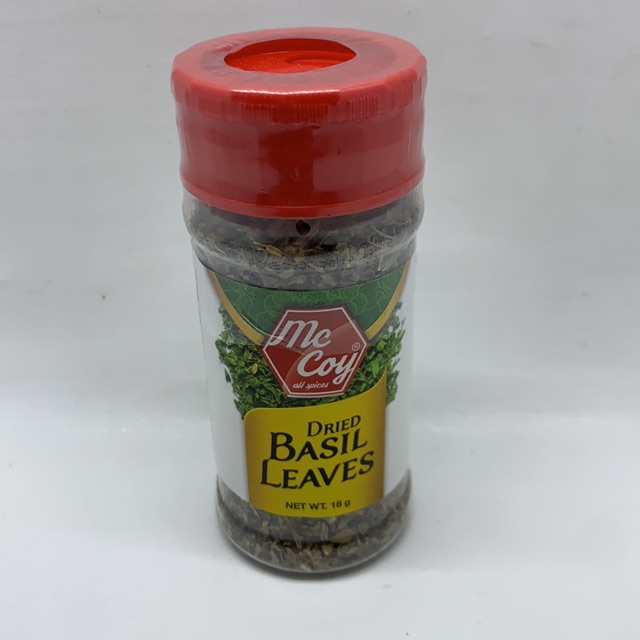 Mc
Coy®
all spices
DRIED
BASIL
LEAVES
NET WT. 18 g